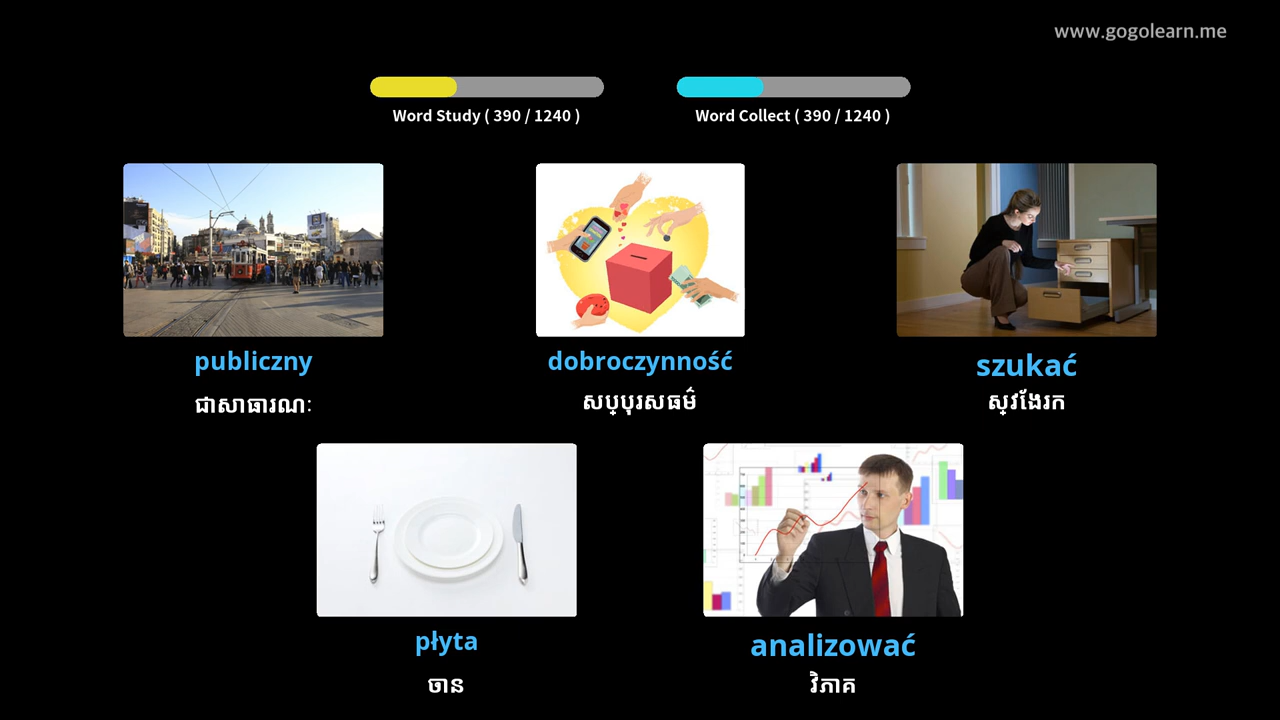 www.gogolearn.me
Word Study ( 390 / 1240 )
Word Collect ( 390 / 1240 )
publiczny
dobroczynność
szukać
ជាសាធារណៈ
សប្បុរសធម៌
ស្វែងរក
płyta
analizować
ចាន
វិភាគ